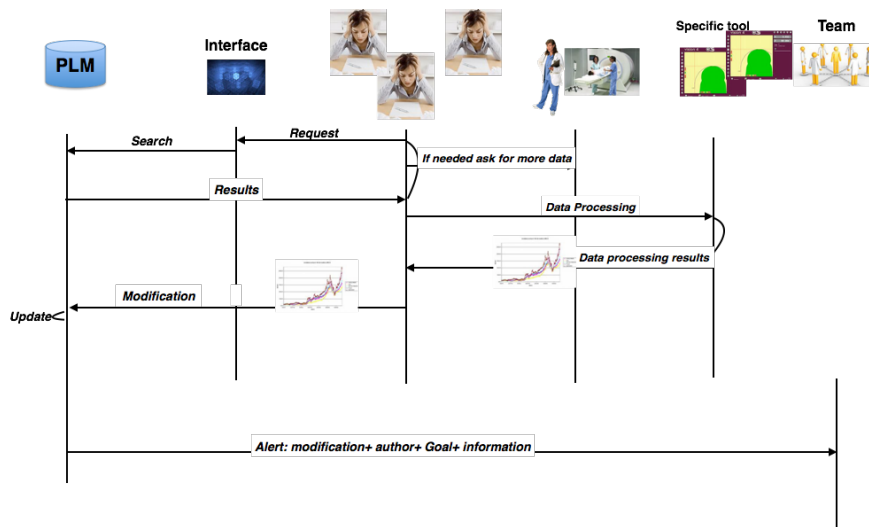 Specific tool
Team
Interface
PLM
Request
Search
If needed ask for more data
Results
Data Processing
Data processing results
Modification
Update
Alert: modification+ author+ Goal+ information